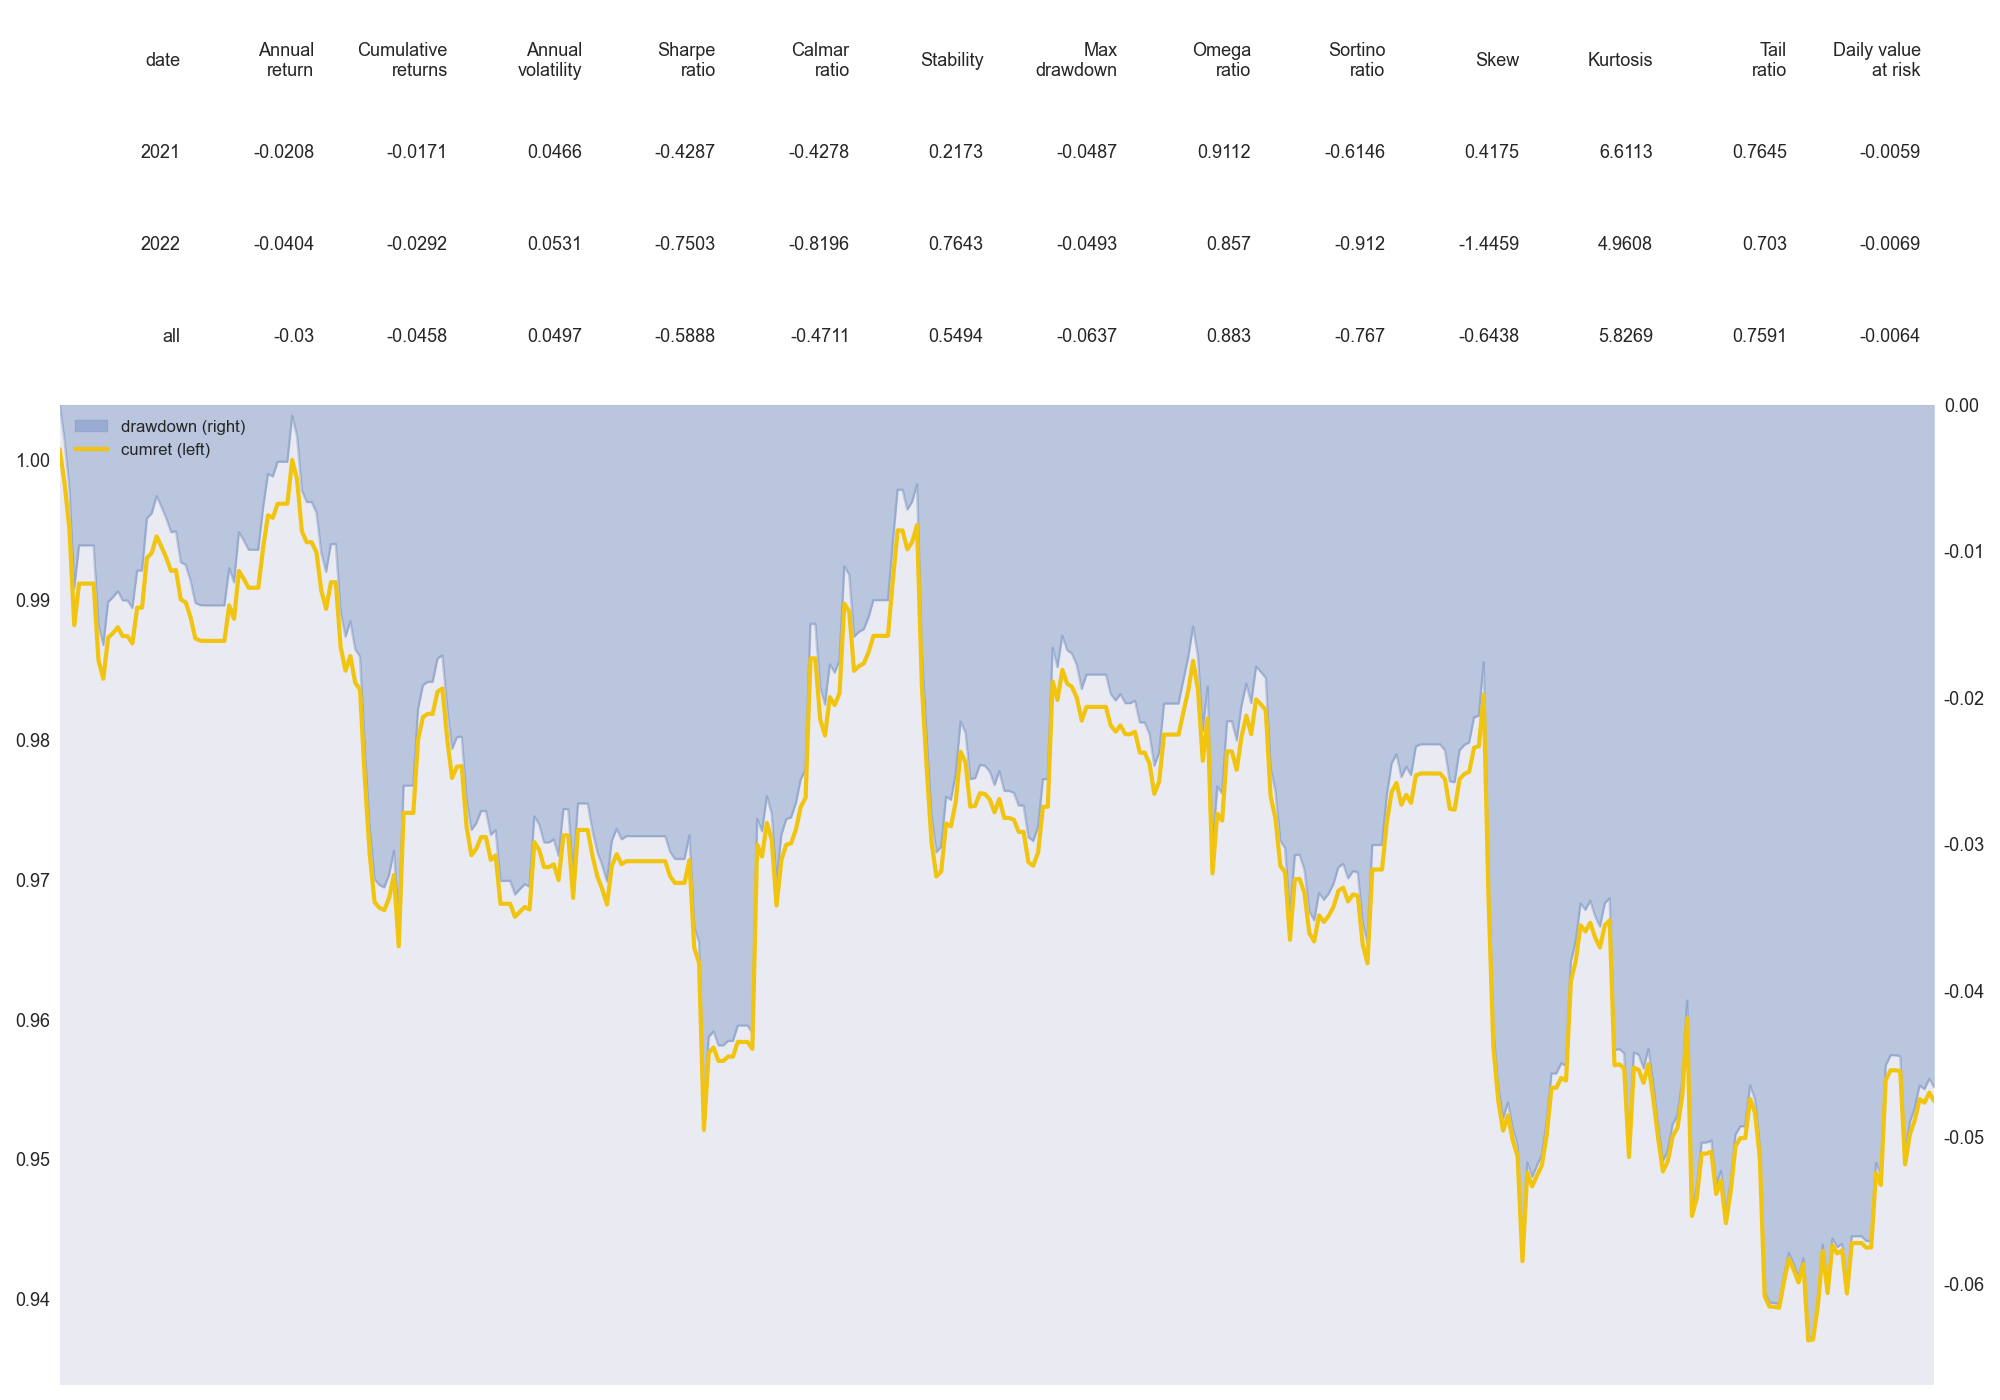 date Annual return Cumulative returns Annual volatility Sharpe ratio Calmar ratio Stability Max drawdown Omega ratio Sortino ratio Skew Kurtosis Tail ratio Daily value at risk
2021 -0.0208 -0.0171 0.0466 -0.4287 -0.4278 0.2173 -0.0487 0.9112 -0.6146 0.4175 6.6113 0.7645 -0.0059
2022 -0.0404 -0.0292 0.0531 -0.7503 -0.8196 0.7643 -0.0493 0.857 -0.912 -1.4459 4.9608 0.703 -0.0069
all -0.03 -0.0458 0.0497 -0.5888 -0.4711 0.5494 -0.0637 0.883 -0.767 -0.6438 5.8269 0.7591 -0.0064
drawdown (right)
cumret (left)
1.00
0.99
0.98
0.97
0.96
0.95
0.94
0.00
-0.01
-0.02
-0.03
-0.04
-0.05
-0.06